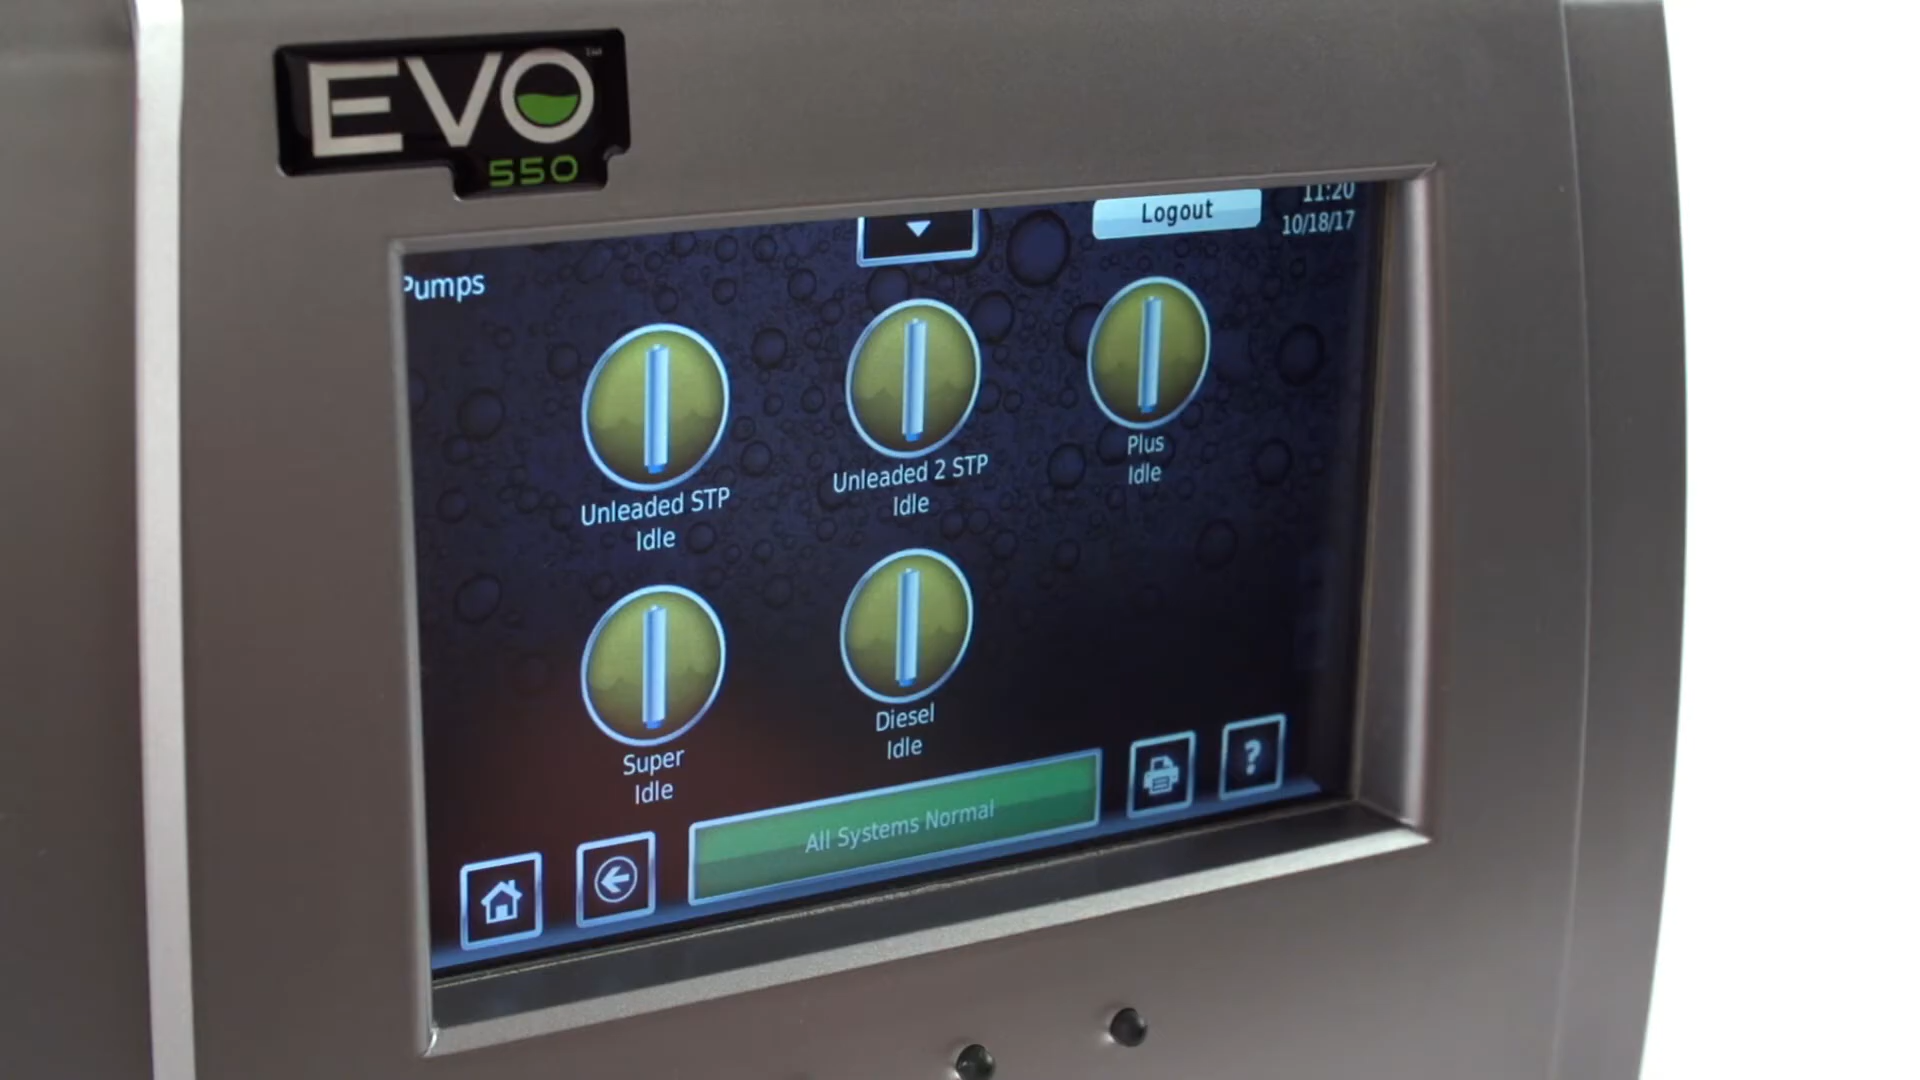 EVO™
550
Logout
11:20
10/18/17
Pumps
Unleaded STP
Idle
Unleaded 2 STP
Idle
Plus
Idle
Super
Idle
Diesel
Idle
All Systems Normal
?